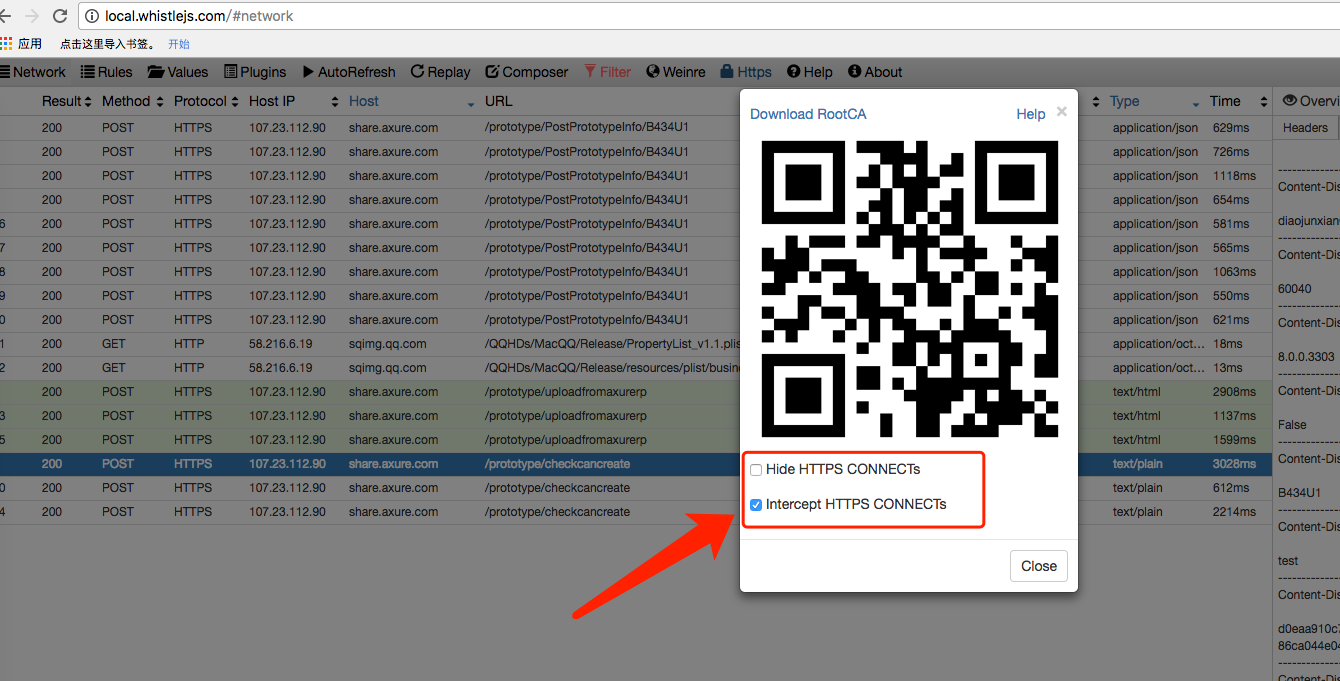 local.whistlejs.com/#network
应用 点击这里导入书签。 开始
Network Rules Values Plugins AutoRefresh Replay Composer Filter Weinre Https Help About
Result Method Protocol Host IP Host URL Type Time Overvi
200 POST HTTPS 107.23.112.90 share.axure.com /prototype/PostPrototypeInfo/B434U1 application/json 629ms
200 POST HTTPS 107.23.112.90 share.axure.com /prototype/PostPrototypeInfo/B434U1 application/json 726ms
200 POST HTTPS 107.23.112.90 share.axure.com /prototype/PostPrototypeInfo/B434U1 application/json 1118ms
200 POST HTTPS 107.23.112.90 share.axure.com /prototype/PostPrototypeInfo/B434U1 application/json 654ms
6 200 POST HTTPS 107.23.112.90 share.axure.com /prototype/PostPrototypeInfo/B434U1 application/json 581ms
7 200 POST HTTPS 107.23.112.90 share.axure.com /prototype/PostPrototypeInfo/B434U1 application/json 565ms
8 200 POST HTTPS 107.23.112.90 share.axure.com /prototype/PostPrototypeInfo/B434U1 application/json 1063ms
9 200 POST HTTPS 107.23.112.90 share.axure.com /prototype/PostPrototypeInfo/B434U1 application/json 550ms
0 200 POST HTTPS 107.23.112.90 share.axure.com /prototype/PostPrototypeInfo/B434U1 application/json 621ms
1 200 GET HTTP 58.216.6.19 sqimg.qq.com /QQHDs/MacQQ/Release/PropertyList_v1.1.plis application/oct... 18ms
2 200 GET HTTP 58.216.6.19 sqimg.qq.com /QQHDs/MacQQ/Release/resources/plist/busin application/oct... 13ms
200 POST HTTPS 107.23.112.90 share.axure.com /prototype/uploadfromaxurerp text/html 2908ms
3 200 POST HTTPS 107.23.112.90 share.axure.com /prototype/uploadfromaxurerp text/html 1137ms
5 200 POST HTTPS 107.23.112.90 share.axure.com /prototype/uploadfromaxurerp text/html 1599ms
200 POST HTTPS 107.23.112.90 share.axure.com /prototype/checkcancreate text/plain 3028ms
0 200 POST HTTPS 107.23.112.90 share.axure.com /prototype/checkcancreate text/plain 612ms
4 200 POST HTTPS 107.23.112.90 share.axure.com /prototype/checkcancreate text/plain 2214ms
Download RootCA Help ×
Hide HTTPS CONNECTs
Intercept HTTPS CONNECTs
Close
Headers
Content-Dis
diaojunxian
Content-Dis
60040
Content-Dis
8.0.0.3303
Content-Dis
False
Content-Dis
B434U1
Content-Dis
test
Content-Dis
d0eaa910c7
86ca044e04
Content-Dis